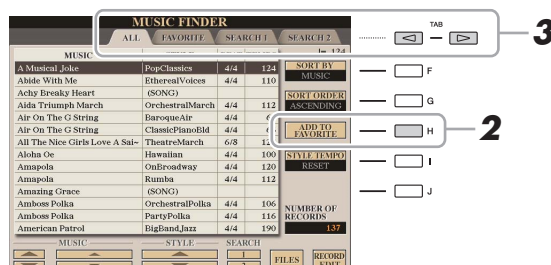 MUSIC FINDER
ALL FAVORITE SEARCH 1 SEARCH 2
TAB
3
MUSIC
124
A Musical Joke PopClassics 4/4 124
SORT BY
MUSIC
F
Abide With Me EtherealVoices 4/4 110
Achy Breaky Heart (SONG)
SORT ORDER
ASCENDING
G
Aida Triumph March OrchestralMarch 4/4 112
Air On The G String BaroqueAir 4/4
Air On The G String ClassicPianoBld 4/4
ADD TO
FAVORITE
H
2
All The Nice Girls Love A Sai~ TheatreMarch 6/8
Aloha Oe Hawaiian 4/4 100
STYLE TEMPO
RESET
I
Amapola OnBroadway 4/4 120
Amapola Rumba 4/4 112
J
Amazing Grace (SONG)
Amboss Polka OrchestralPolka 4/4 106
NUMBER OF
RECORDS
Amboss Polka PartyPolka 4/4 116
American Patrol BigBandJazz 4/4 190
137
MUSIC STYLE SEARCH
1
FILES
RECORD
EDIT